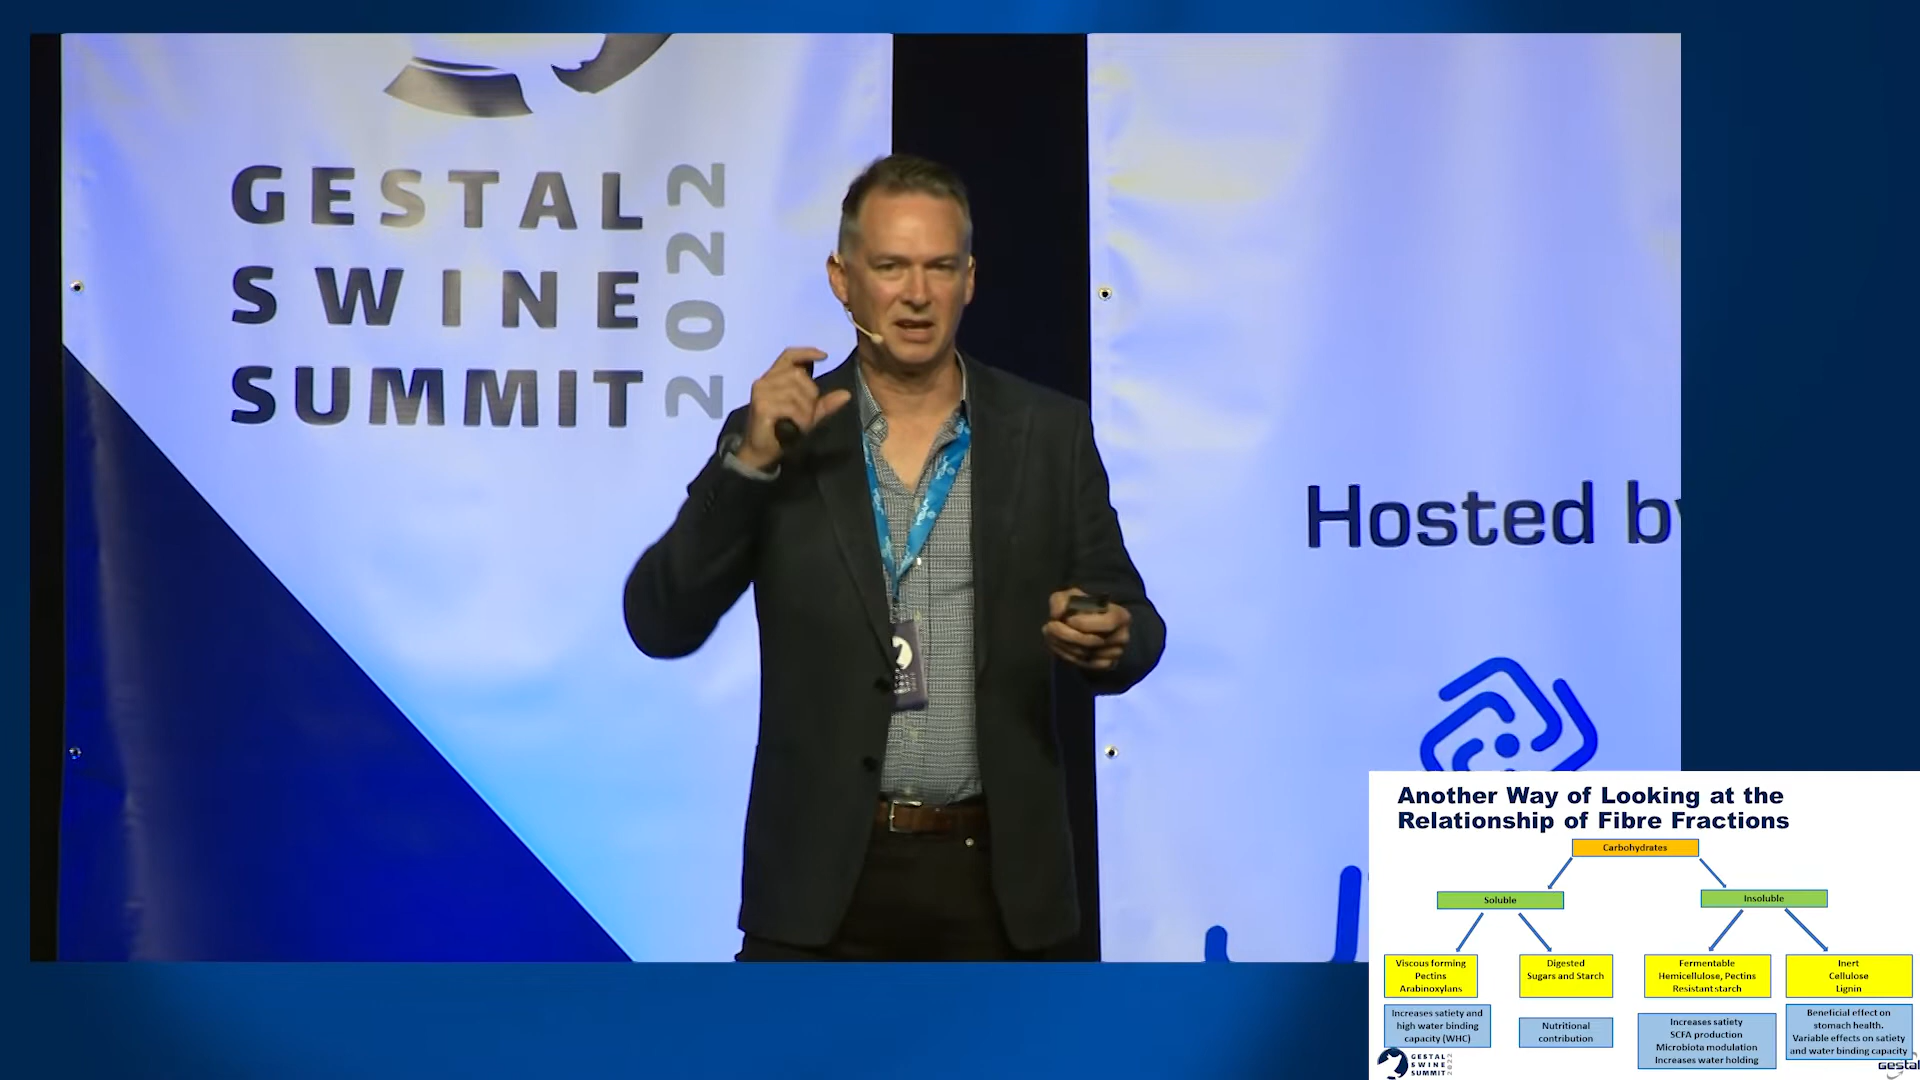 GESTAL
SWINE
SUMMIT
2022
Hosted by
Another Way of Looking at the
Relationship of Fibre Fractions
Carbohydrates
Soluble
Insoluble
Viscous forming
Pectins
Arabinoxylans
Digested
Sugars and Starch
Fermentable
Hemicellulose, Pectins
Resistant starch
Inert
Cellulose
Lignin
Increases satiety and
high water binding
capacity (WHC)
Nutritional
contribution
Increases satiety
SCFA production
Microbiota modulation
Increases water holding
Beneficial effect on
stomach health.
Variable effects on satiety
and water binding capacity
GESTAL
SWINE
SUMMIT
2022
Gestal